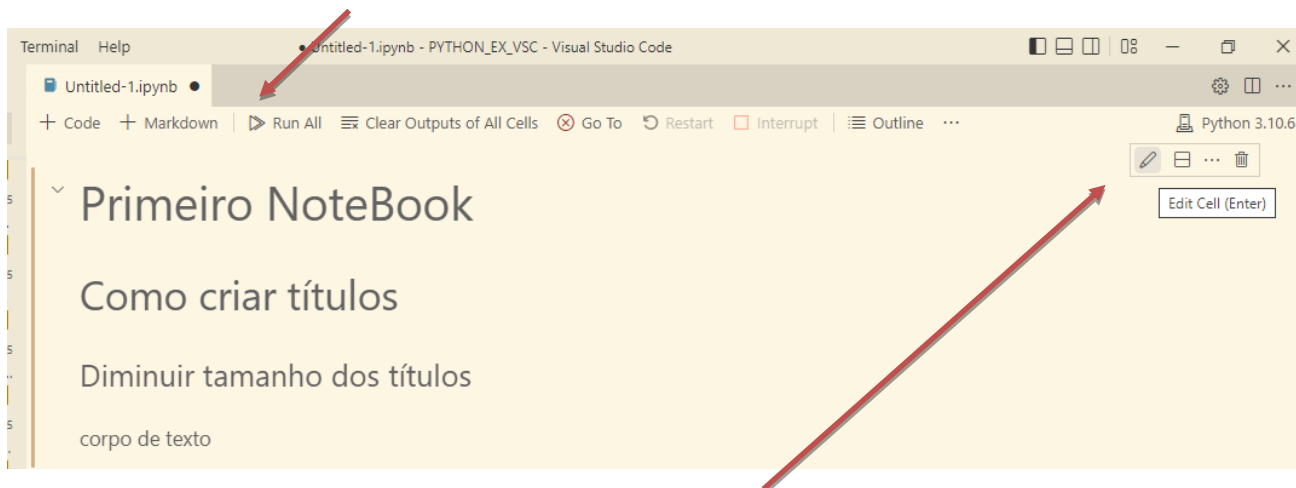 Terminal Help ● Untitled-1.ipynb - PYTHON_EX_VSC - Visual Studio Code
Untitled-1.ipynb ●
+ Code + Markdown Run All Clear Outputs of All Cells Go To Restart Interrupt Outline ... Python 3.10.6
Edit Cell (Enter)
Primeiro NoteBook
Como criar títulos
Diminuir tamanho dos títulos
corpo de texto